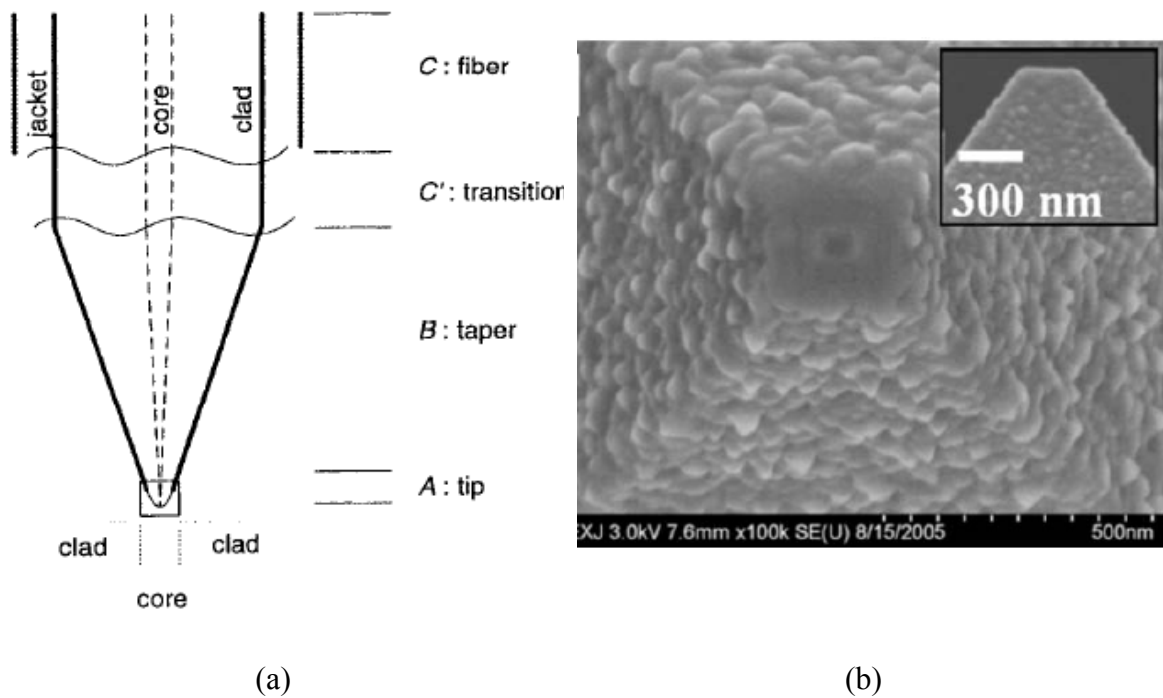 jacket
core
clad
C : fiber
C' : transition
B : taper
A : tip
clad
clad
core
300 nm
EXJ 3.0kV 7.6mm x100k SE(U) 8/15/2005
500nm
(a)
(b)